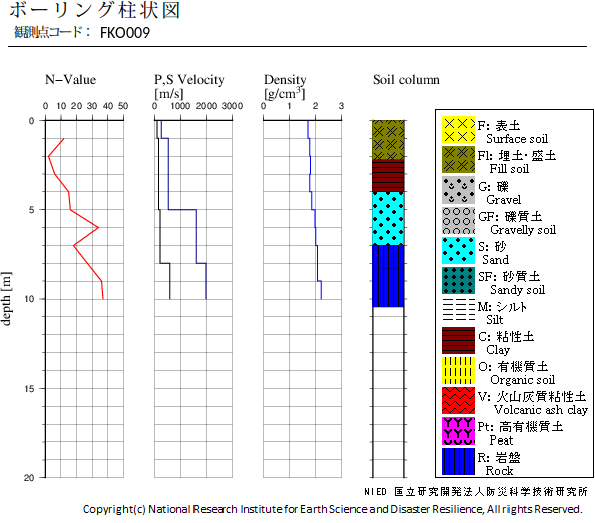 ボーリング柱状図
観測点コード： FKO009
N-Value
P,S Velocity
[m/s]
Density
[g/cm³]
Soil column
0 10 20 30 40 50
0 1000 2000 3000
0 1 2 3
0
5
10
15
20
depth [m]
F: 表土
Surface soil
Fl: 埋土・盛土
Fill soil
G: 礫
Gravel
GF: 礫質土
Gravelly soil
S: 砂
Sand
SF: 砂質土
Sandy soil
M: シルト
Silt
C: 粘性土
Clay
O: 有機質土
Organic soil
V: 火山灰質粘性土
Volcanic ash clay
Pt: 高有機質土
Peat
R: 岩盤
Rock
NIED 国立研究開発法人防災科学技術研究所
Copyright(c) National Research Institute for Earth Science and Disaster Resilience, All rights Reserved.